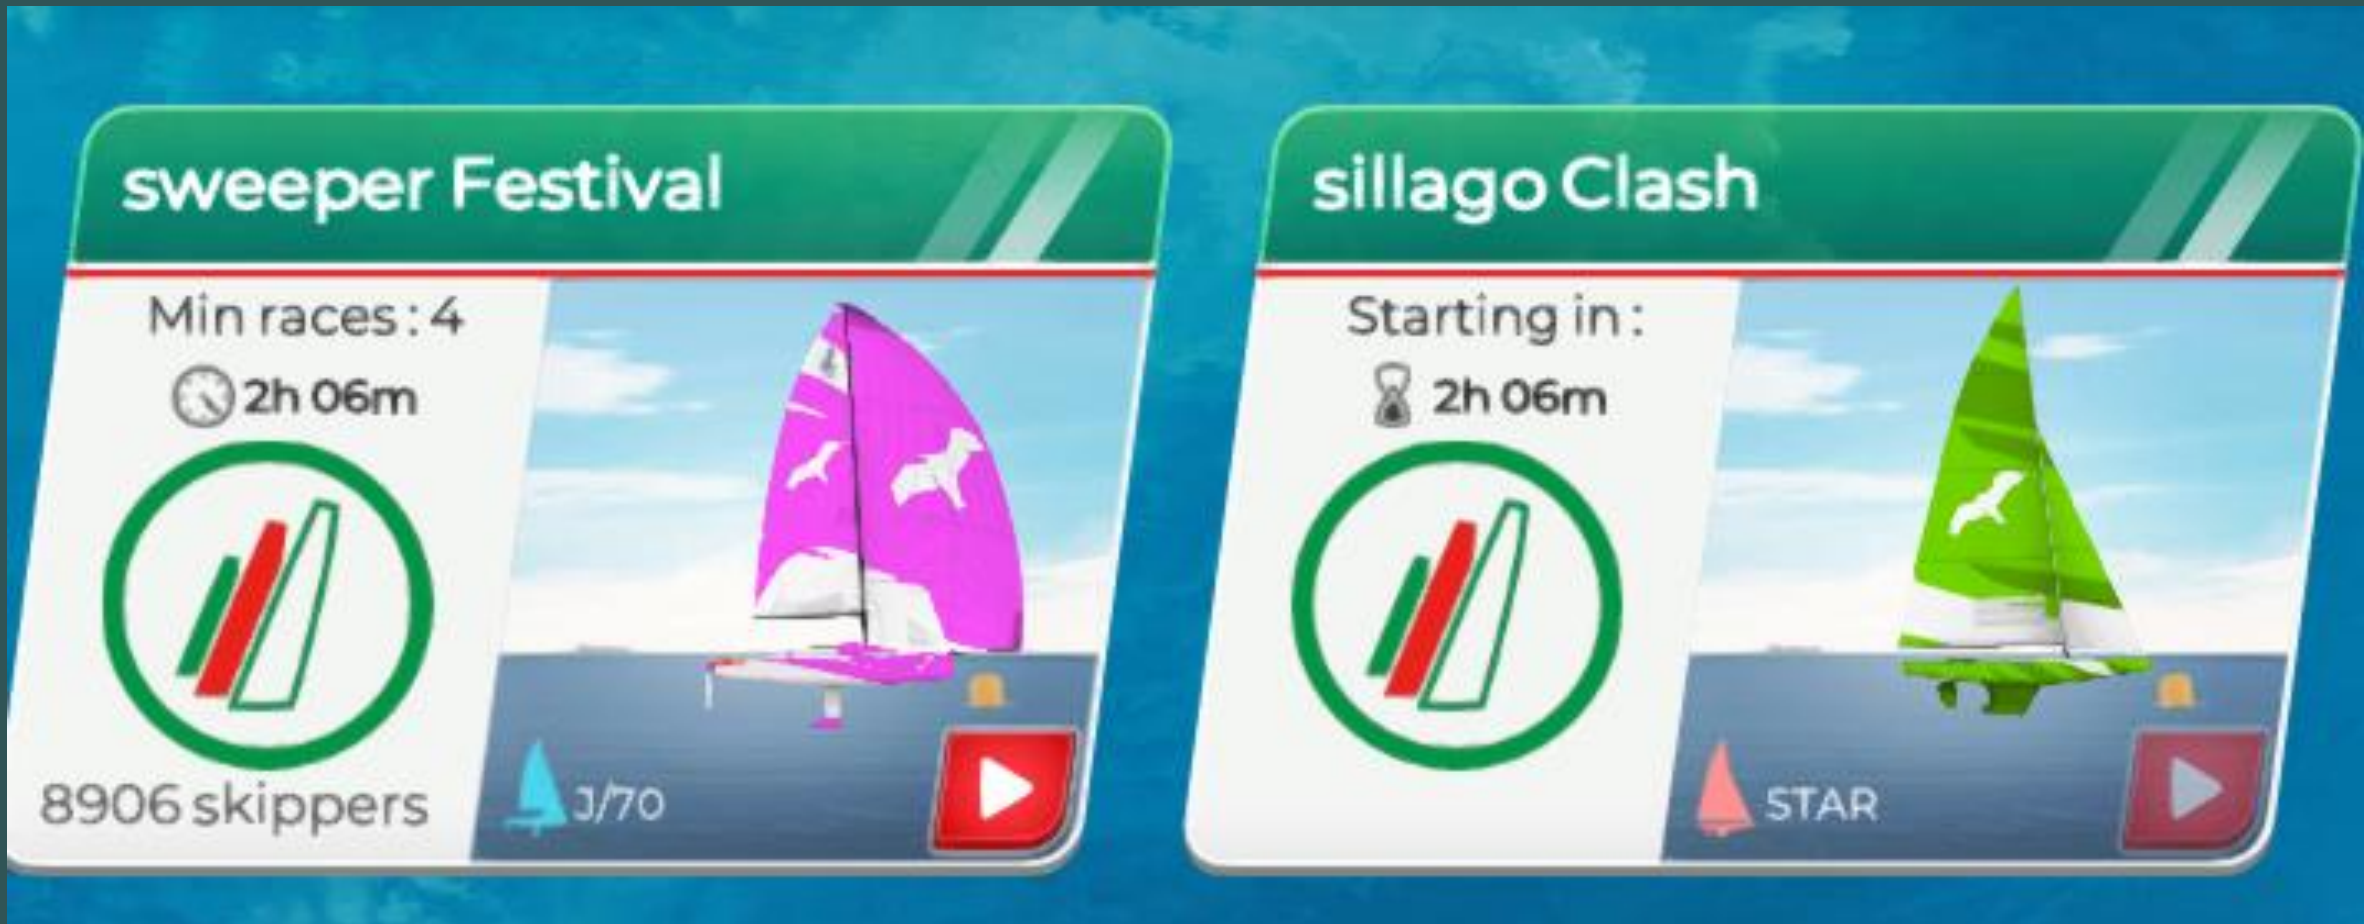 sweeper Festival
Min races : 4
2h 06m
8906 skippers
J/70
sillago Clash
Starting in :
2h 06m
STAR